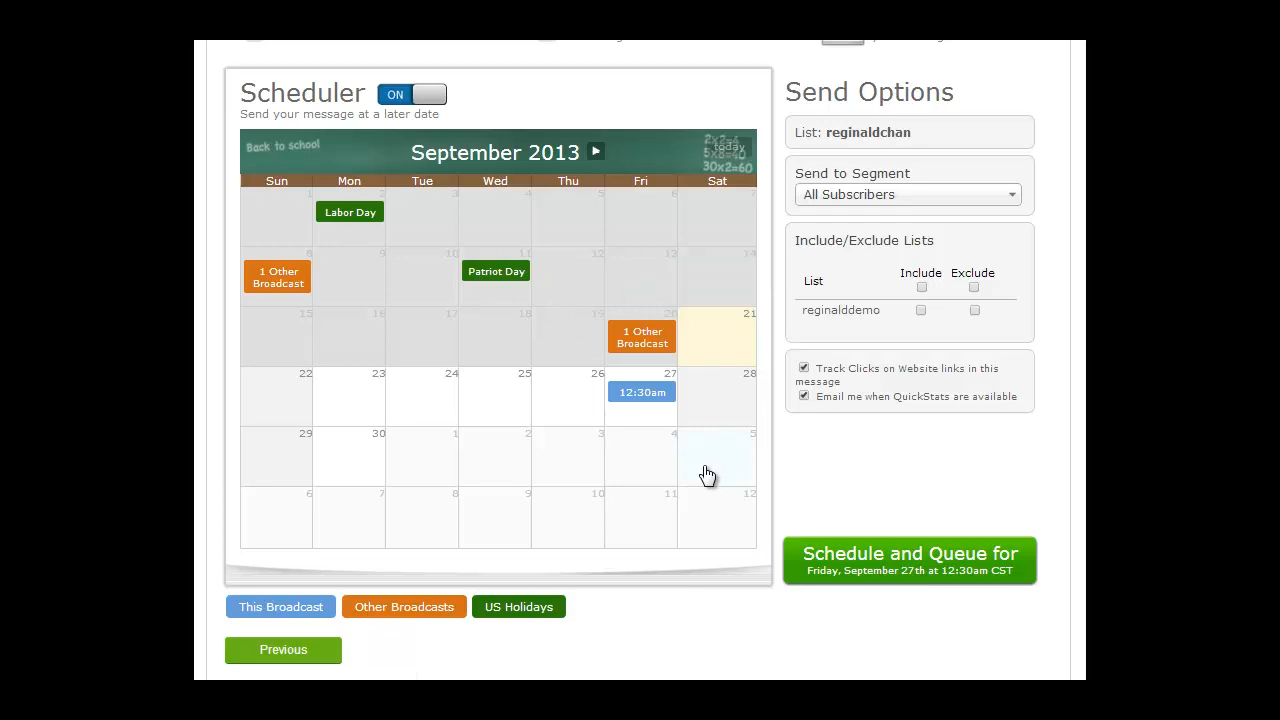 Scheduler ON
Send your message at a later date
Back to school
September 2013
today
2x2=4
5x8=40
30x2=60
Sun Mon Tue Wed Thu Fri Sat
1 2 3 4 5 6 7
Labor Day
8 9 10 11 12 13 14
1 Other
Broadcast
Patriot Day
15 16 17 18 19 20 21
1 Other
Broadcast
22 23 24 25 26 27 28
12:30am
29 30 1 2 3 4 5
6 7 8 9 10 11 12
This Broadcast
Other Broadcasts
US Holidays
Previous
Send Options
List: reginaldchan
Send to Segment
All Subscribers
Include/Exclude Lists
List Include Exclude
reginalddemo
Track Clicks on Website links in this
message
Email me when QuickStats are available
Schedule and Queue for
Friday, September 27th at 12:30am CST